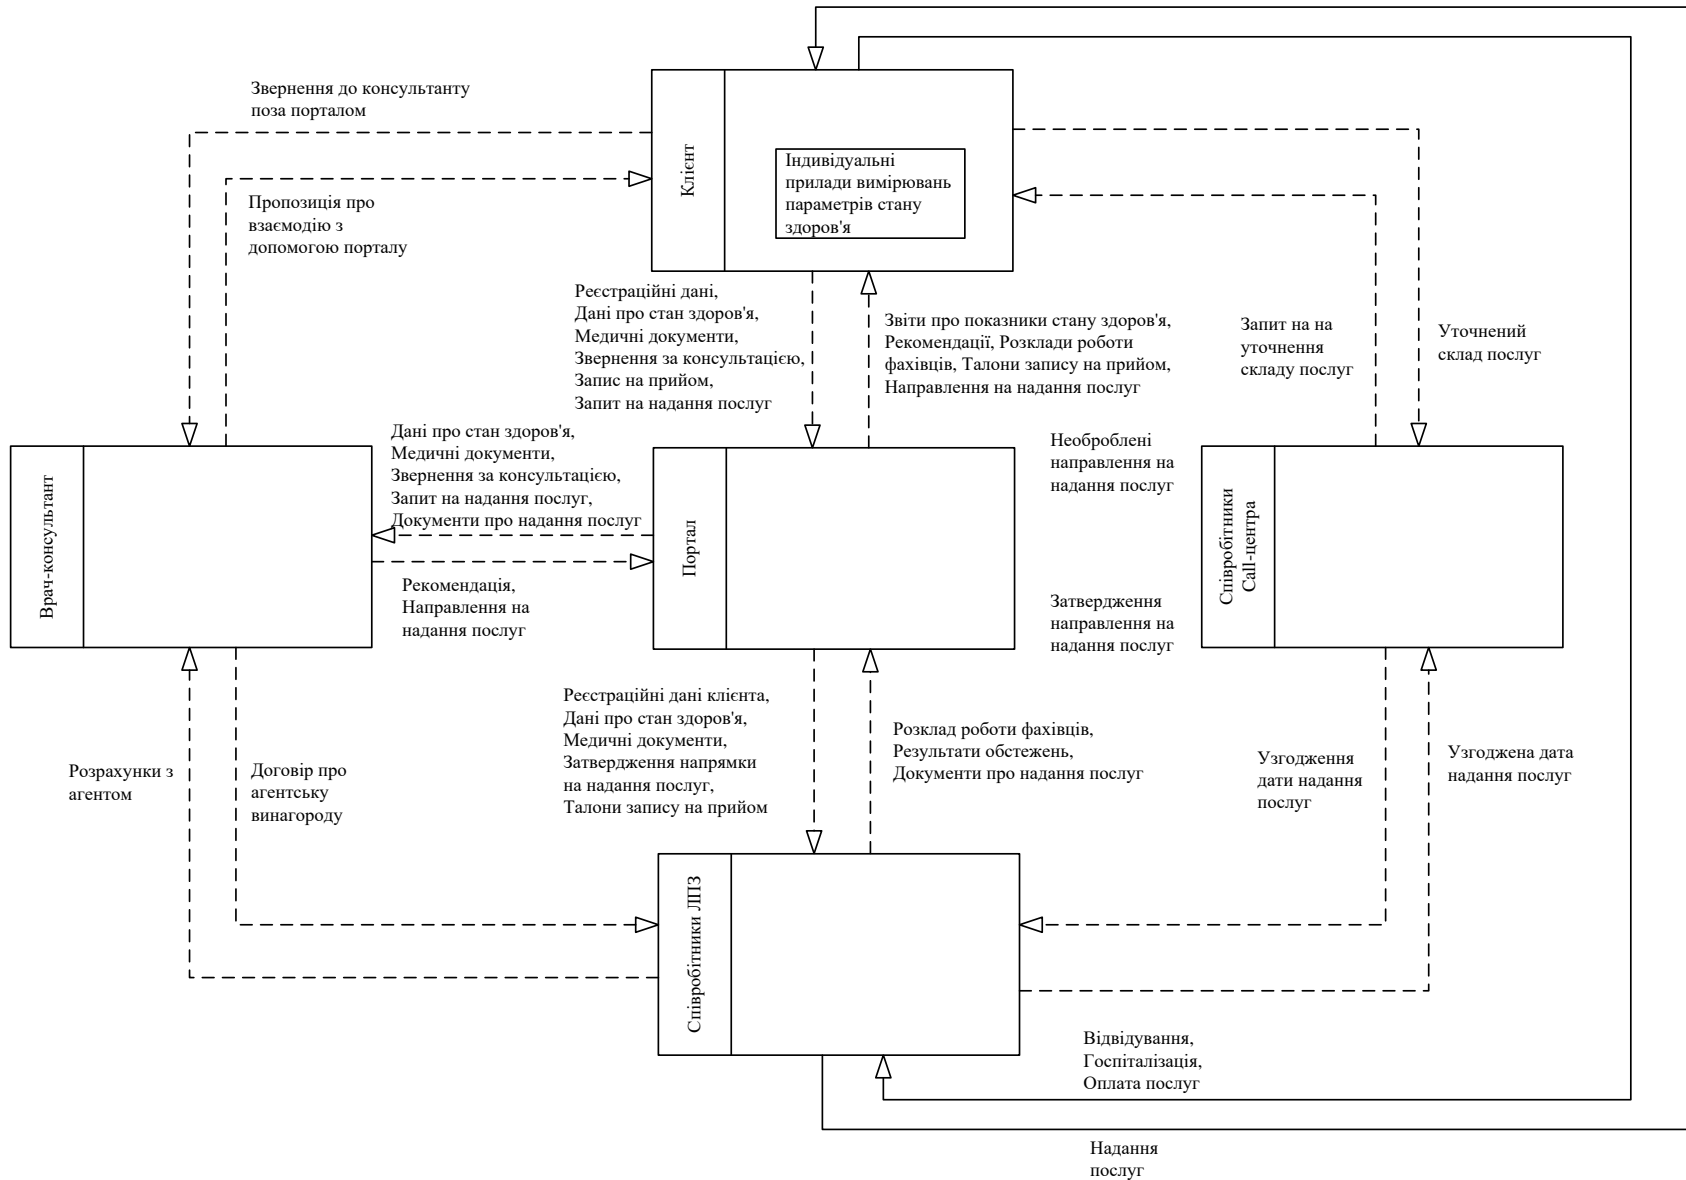 Звернення до консультанту
поза порталом
Клієнт
Індивідуальні
прилади вимірювань
параметрів стану
здоров'я
Пропозиція про
взаємодію з
допомогою порталу
Реєстраційні дані,
Дані про стан здоров'я,
Медичні документи,
Звернення за консультацією,
Запис на прийом,
Запит на надання послуг
Звіти про показники стану здоров'я,
Рекомендації, Розклади роботи
фахівців, Талони запису на прийом,
Направлення на надання послуг
Запит на на
уточнення
складу послуг
Уточнений
склад послуг
Дані про стан здоров'я,
Медичні документи,
Звернення за консультацією,
Запит на надання послуг,
Документи про надання послуг
Необроблені
направлення на
надання послуг
Врач-консультант
Портал
Співробітники
Call-центра
Рекомендація,
Направлення на
надання послуг
Затвердження
направлення на
надання послуг
Реєстраційні дані клієнта,
Дані про стан здоров'я,
Медичні документи,
Затвердження напрямки
на надання послуг,
Талони запису на прийом
Розклад роботи фахівців,
Результати обстежень,
Документи про надання послуг
Розрахунки з
агентом
Договір про
агентську
винагороду
Узгодження
дати надання
послуг
Узгоджена дата
надання послуг
Співробітники ЛПЗ
Відвідування,
Госпіталізація,
Оплата послуг
Надання
послуг